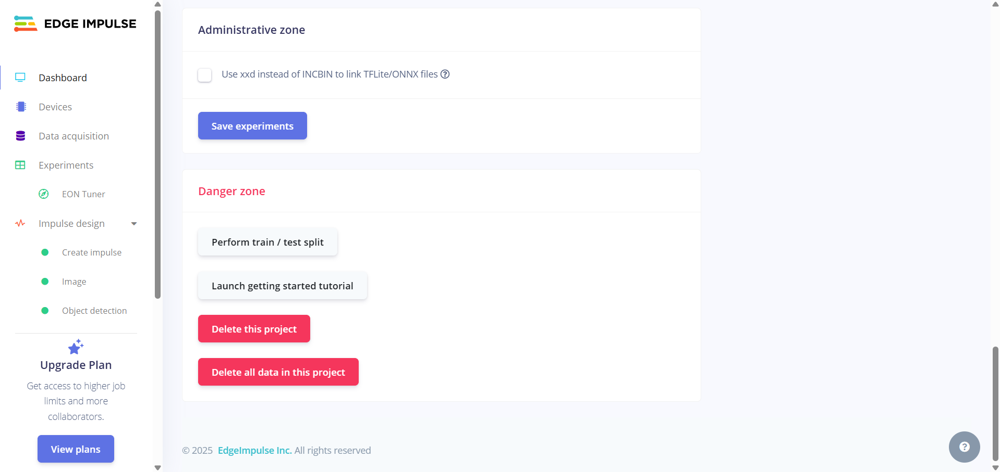 EDGE IMPULSE
Dashboard
Devices
Data acquisition
Experiments
EON Tuner
Impulse design
Create impulse
Image
Object detection
Upgrade Plan
Get access to higher job
limits and more
collaborators.
View plans
Administrative zone
Use xxd instead of INCBIN to link TFLite/ONNX files ?
Save experiments
Danger zone
Perform train / test split
Launch getting started tutorial
Delete this project
Delete all data in this project
© 2025 EdgeImpulse Inc. All rights reserved
?